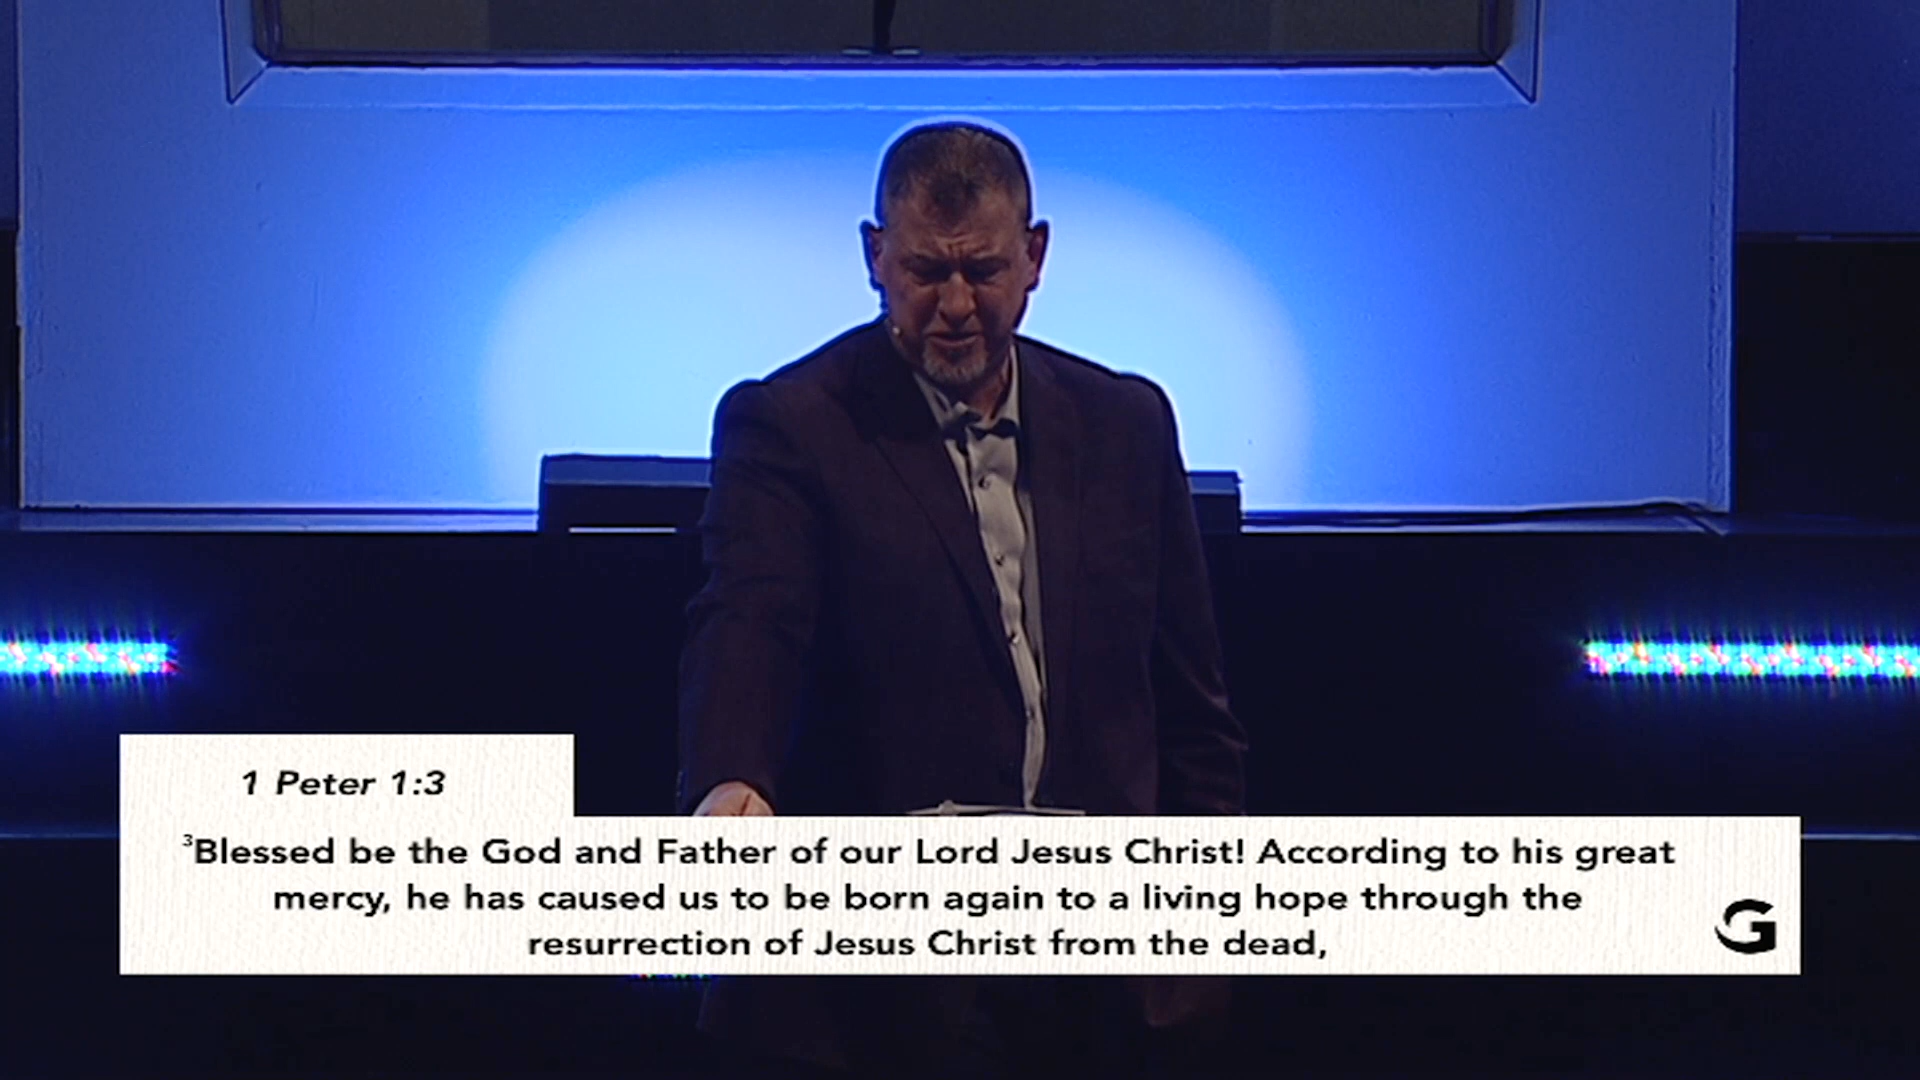 1 Peter 1:3
³Blessed be the God and Father of our Lord Jesus Christ! According to his great
mercy, he has caused us to be born again to a living hope through the
resurrection of Jesus Christ from the dead,
G